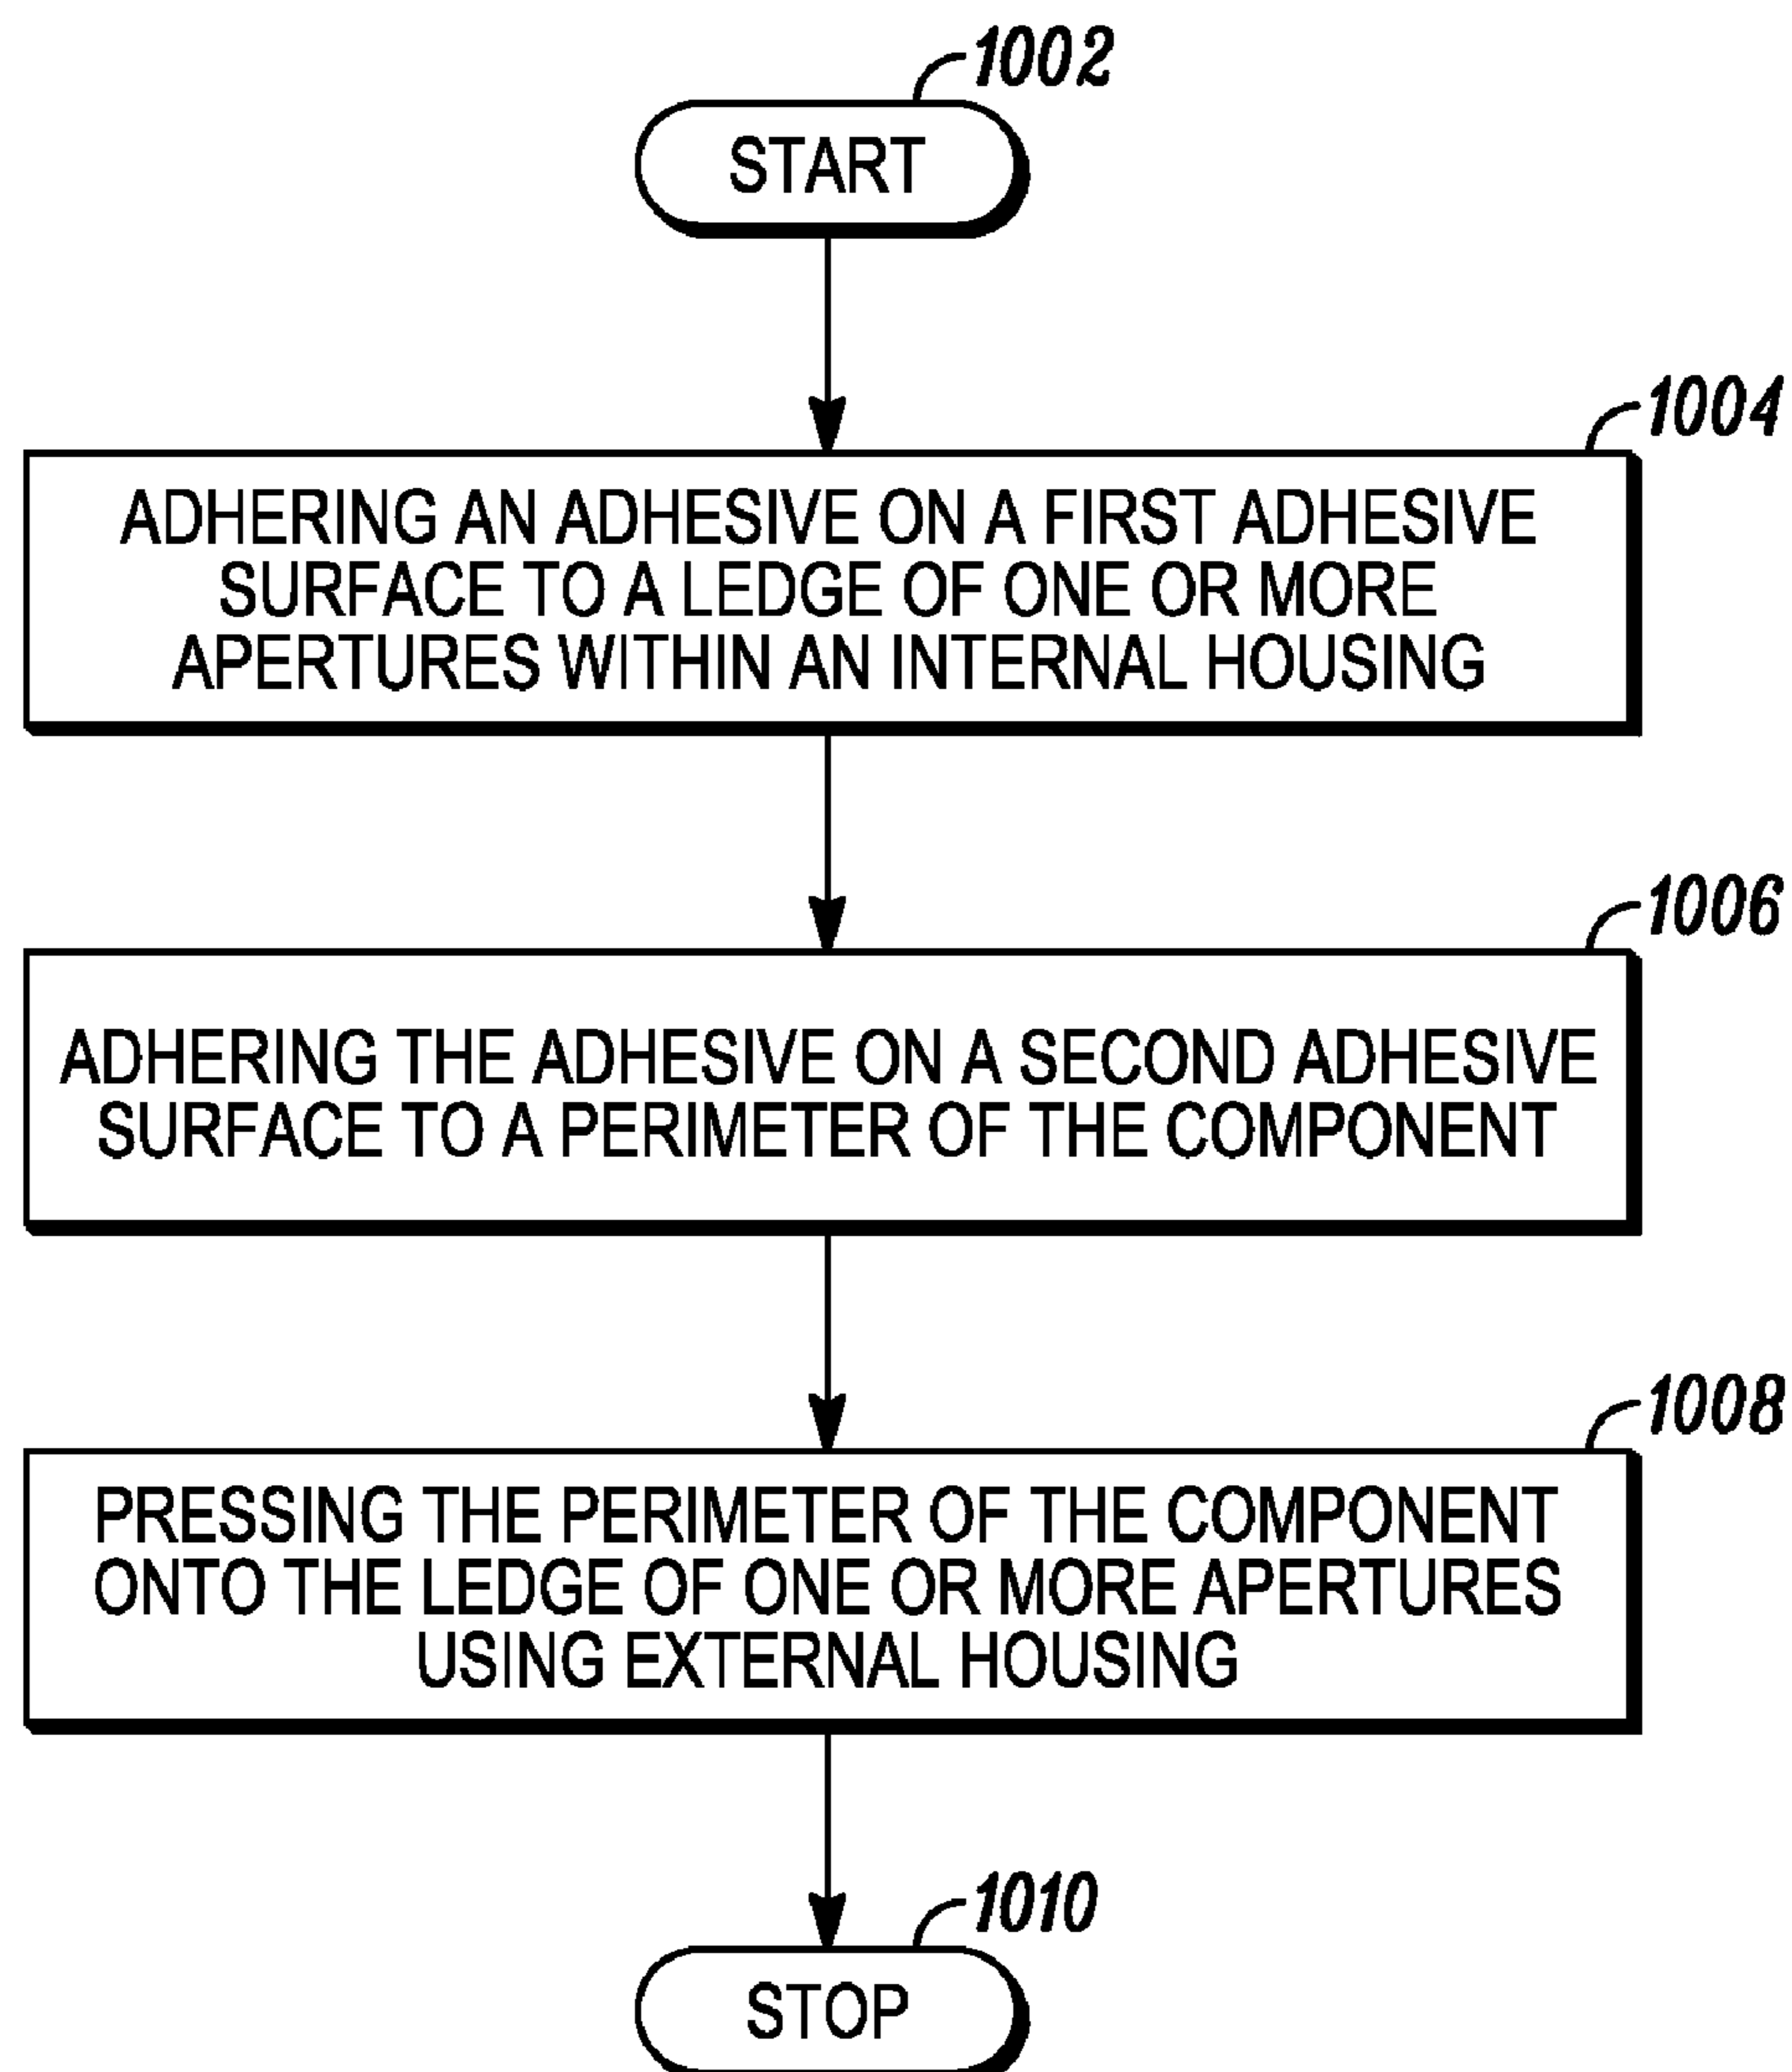 1002
START
1004
ADHERING AN ADHESIVE ON A FIRST ADHESIVE
SURFACE TO A LEDGE OF ONE OR MORE
APERTURES WITHIN AN INTERNAL HOUSING
1006
ADHERING THE ADHESIVE ON A SECOND ADHESIVE
SURFACE TO A PERIMETER OF THE COMPONENT
1008
PRESSING THE PERIMETER OF THE COMPONENT
ONTO THE LEDGE OF ONE OR MORE APERTURES
USING EXTERNAL HOUSING
1010
STOP